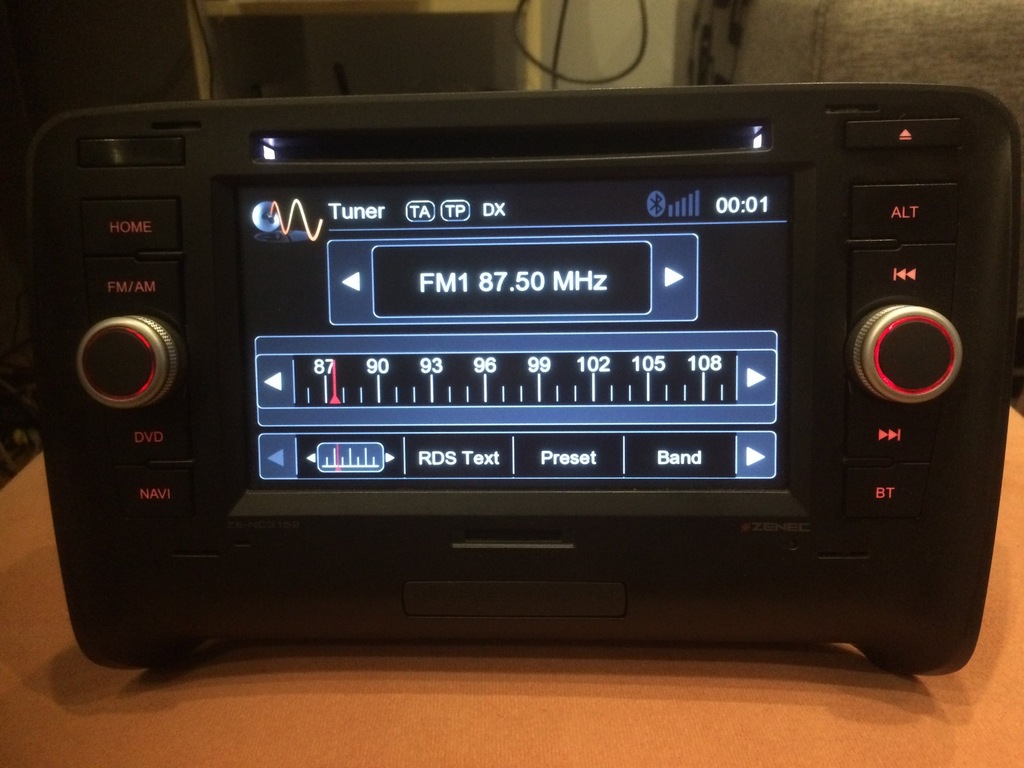 Tuner TA TP DX 00:01
HOME
FM/AM
DVD
NAVI
FM1 87.50 MHz
87 90 93 96 99 102 105 108
RDS Text Preset Band
ALT
BT
ZENEC